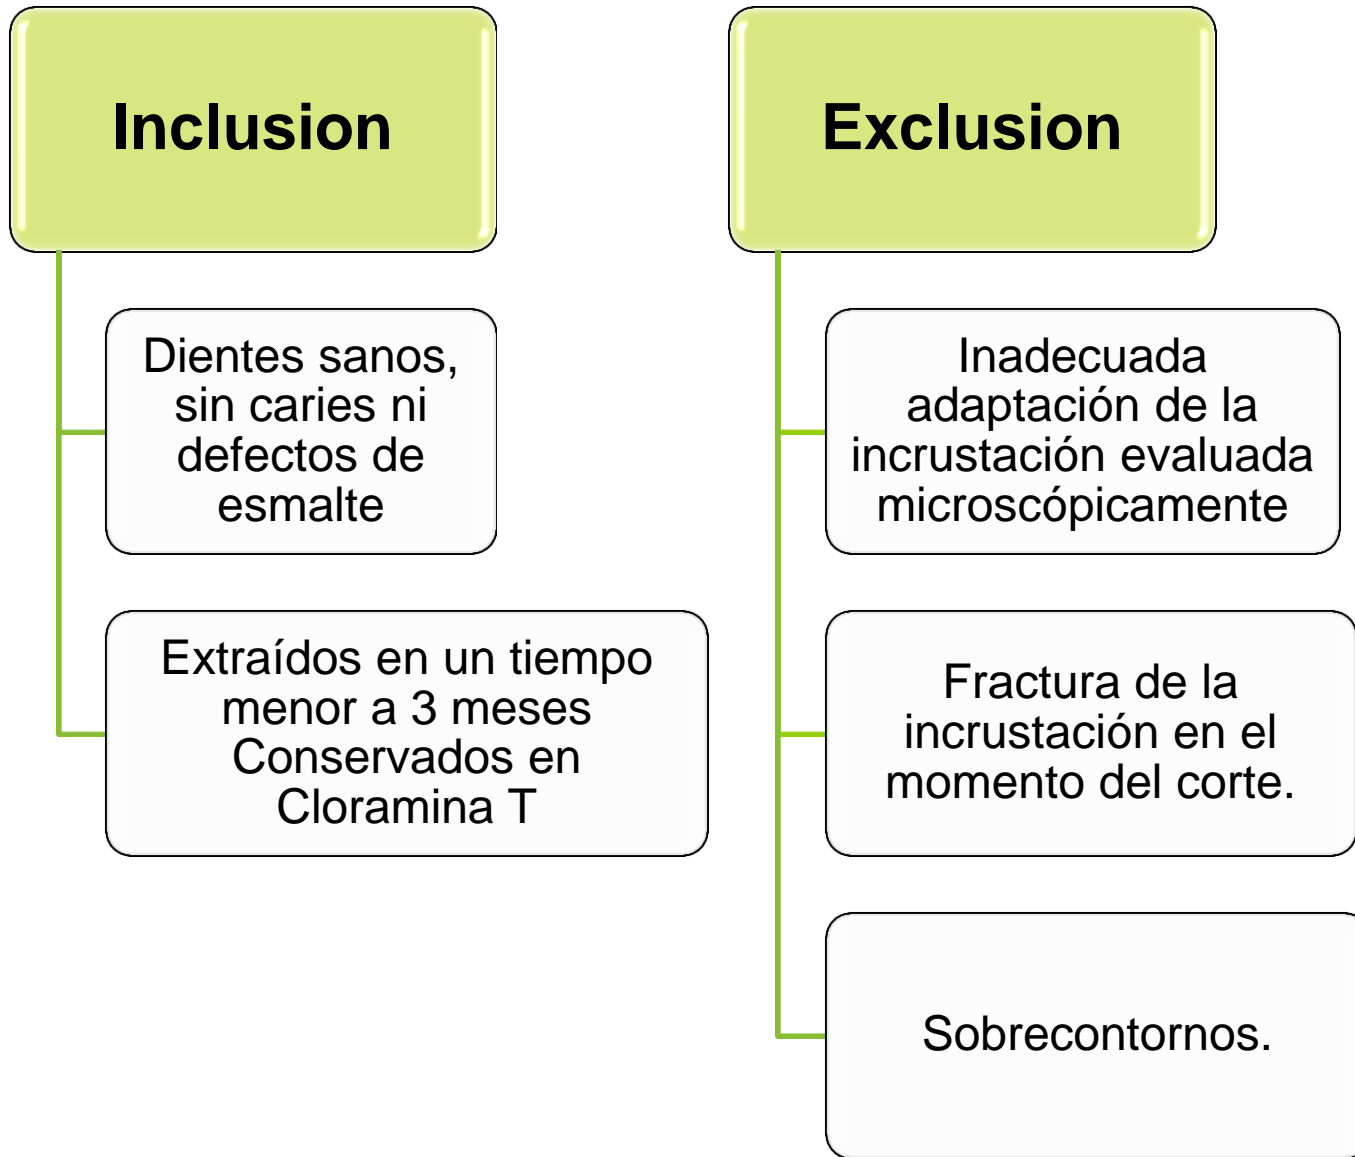 Inclusion
Dientes sanos,
sin caries ni
defectos de
esmalte
Extraídos en un tiempo
menor a 3 meses
Conservados en
Cloramina T
Exclusion
Inadecuada
adaptación de la
incrustación evaluada
microscópicamente
Fractura de la
incrustación en el
momento del corte.
Sobrecontornos.